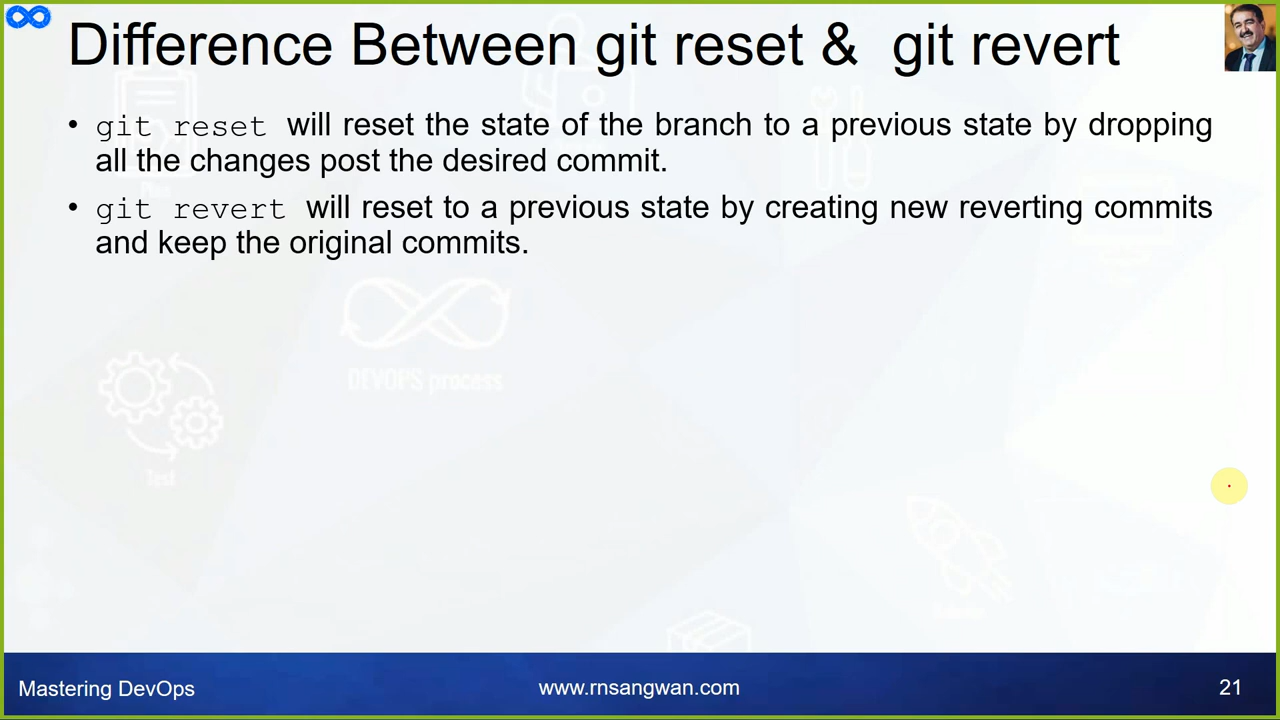 Difference Between git reset & git revert
• git reset will reset the state of the branch to a previous state by dropping
all the changes post the desired commit.
• git revert will reset to a previous state by creating new reverting commits
and keep the original commits.
DEVOPS process
Test
Mastering DevOps
www.rnsangwan.com
21